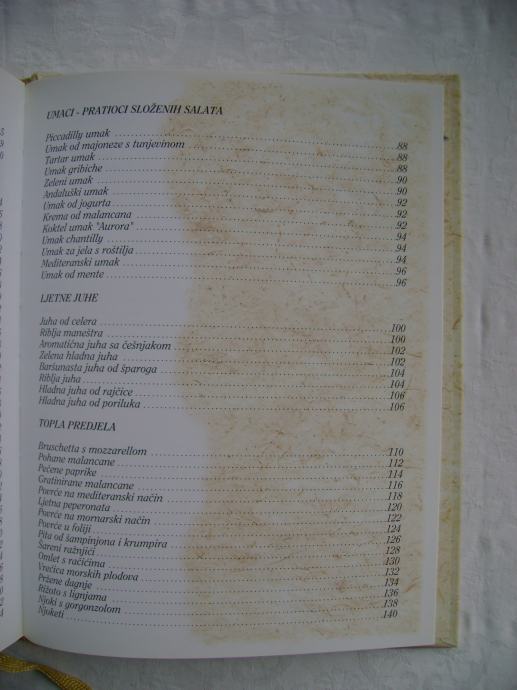 UMACI - PRATIOCI SLOŽENIH SALATA
Piccadilly umak 88
Umak od majoneze s tunjevinom 88
Tartar umak 88
Umak gribiche 90
Zeleni umak 90
Andaluški umak 92
Umak od jogurta 92
Krema od malancana 92
Koktel umak "Aurora" 94
Umak chantilly 94
Umak za jela s roštilja 94
Mediteranski umak 96
Umak od mente 96
LJETNE JUHE
Juha od celera 100
Riblja maneštra 100
Aromatična juha sa češnjakom 102
Zelena hladna juha 102
Baršunasta juha od šparoga 104
Riblja juha 104
Hladna juha od rajčice 106
Hladna juha od poriluka 106
TOPLA PREDJELA
Bruschetta s mozzarellom 110
Pohane malancane 112
Pečene paprike 114
Gratinirane malancane 116
Povrće na mediteranski način 118
Ljetna peperonata 120
Povrće na mornarski način 122
Povrće u foliji 124
Pita od šampinjona i krumpira 126
Šareni ražnjići 128
Omlet s račićima 130
Vrećica morskih plodova 132
Pržene dagnje 134
Rižoto s lignjama 136
Njoki s gorgonzolom 138
Njoketi 140